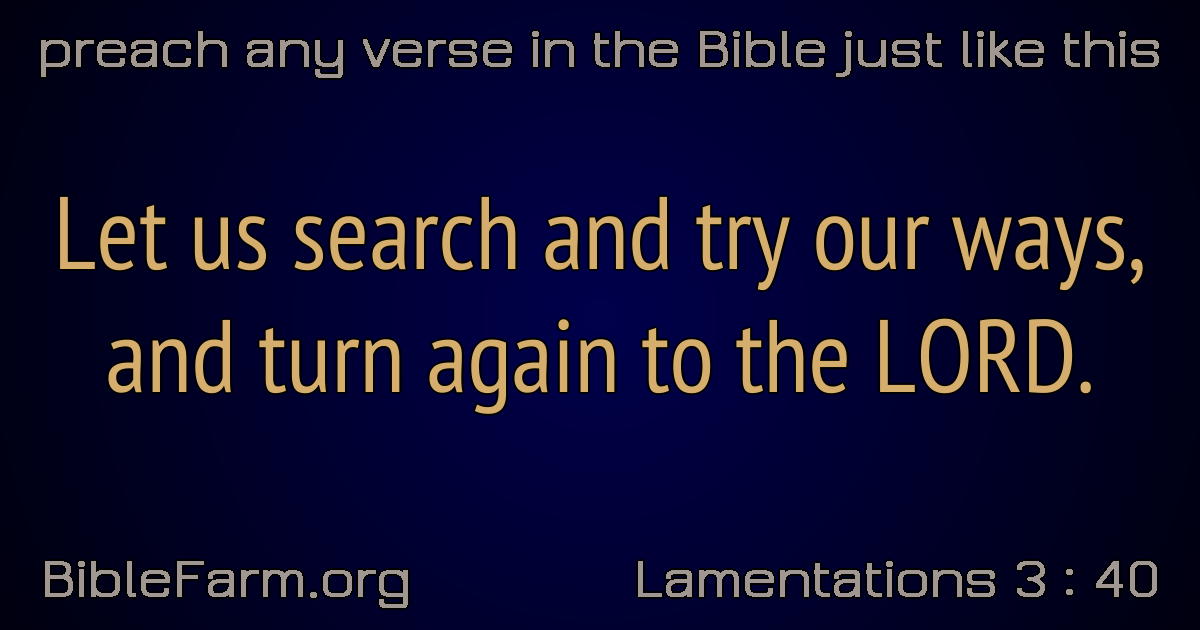 preach any verse in the Bible just like this
Let us search and try our ways,
and turn again to the LORD.
BibleFarm.org
Lamentations 3 : 40